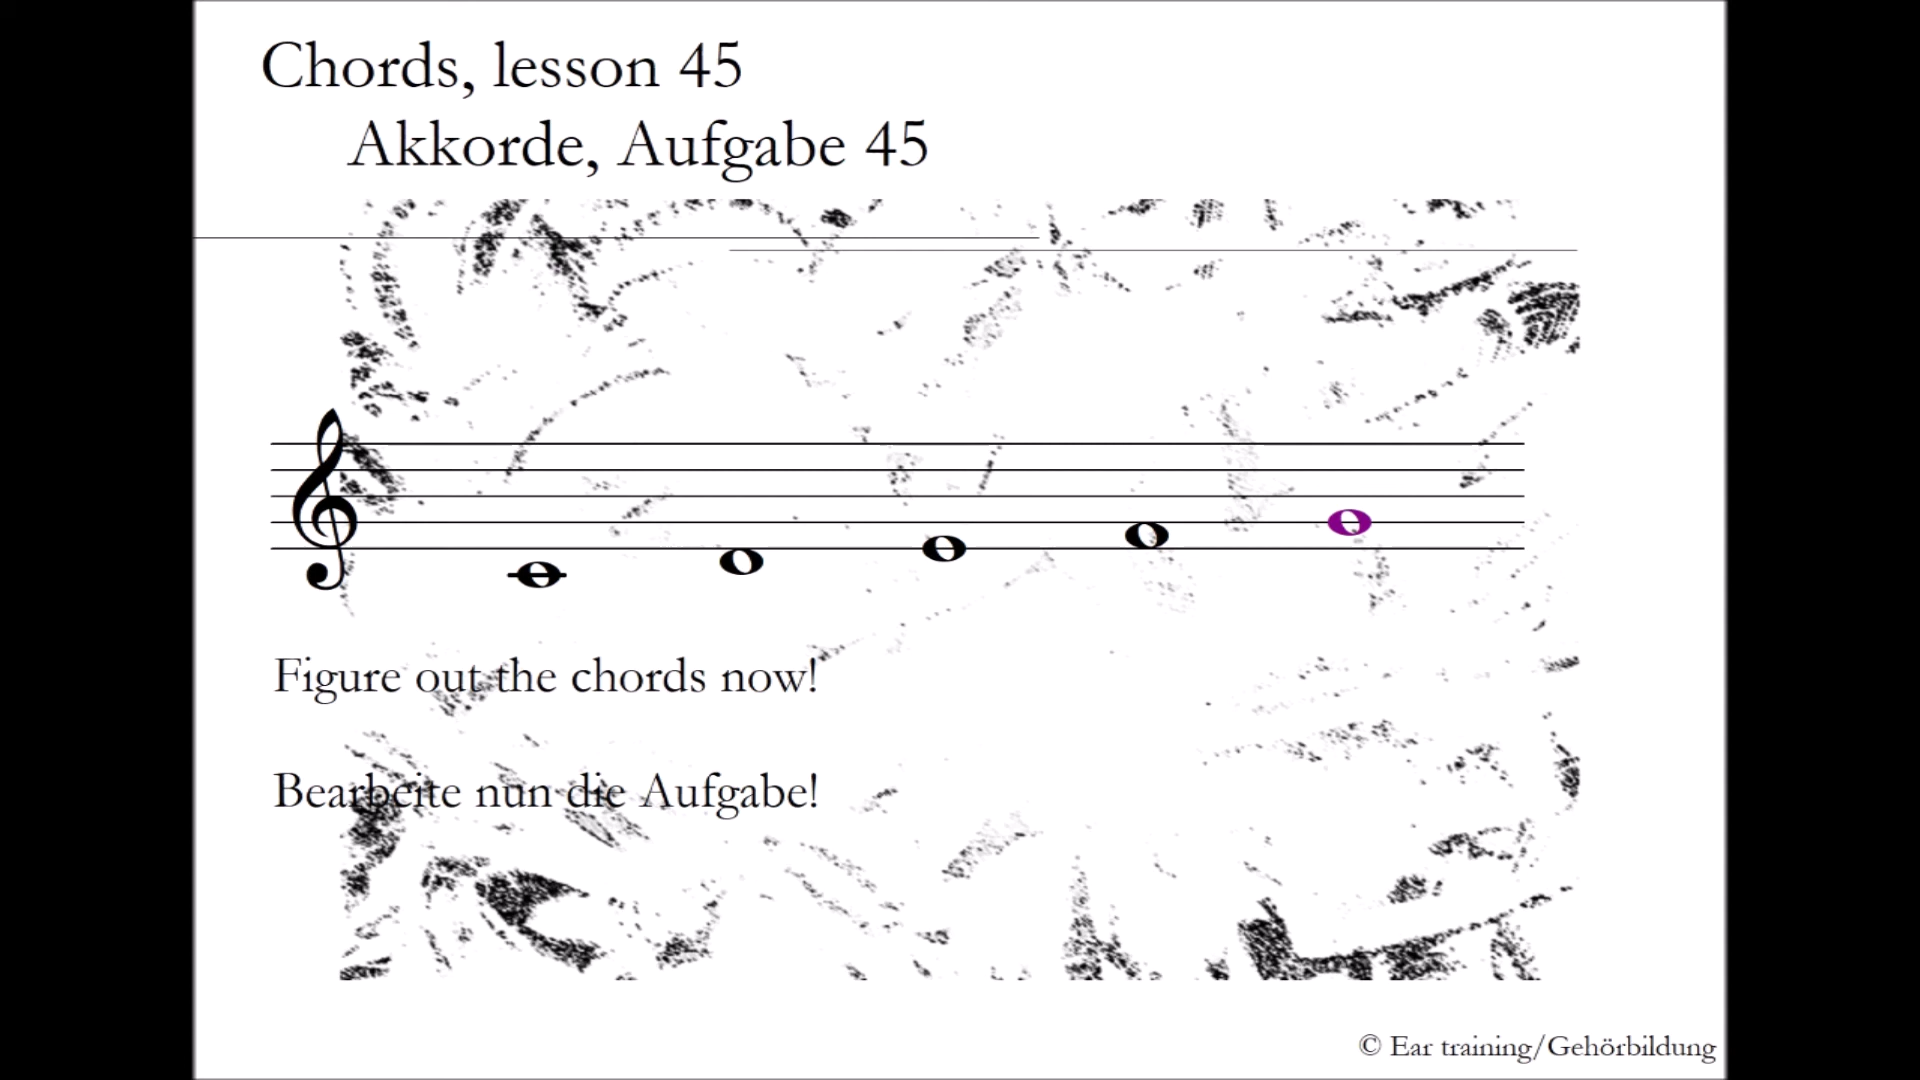 Chords, lesson 45
Akkorde, Aufgabe 45
Figure out the chords now!
Bearbeite nun die Aufgabe!
© Ear training/Gehörbildung